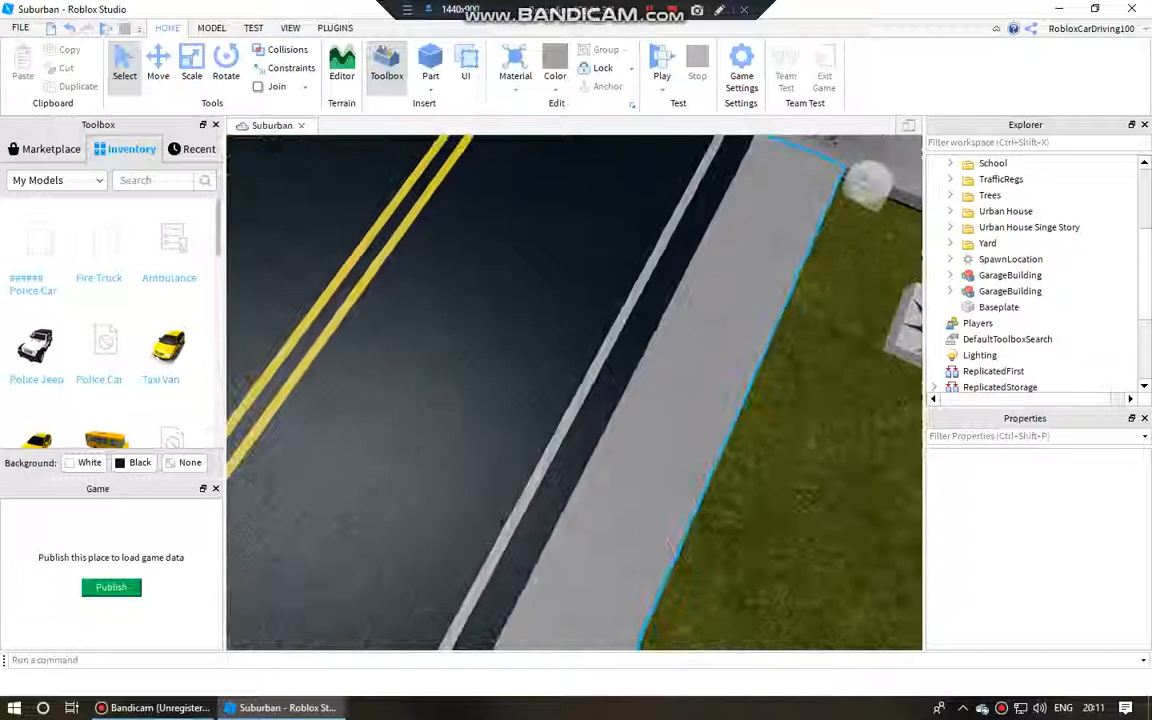 Suburban - Roblox Studio
1440x900
www.BANDICAM.com
FILE
HOME
MODEL
TEST
VIEW
PLUGINS
RobloxCarDriving100
Paste
Copy
Cut
Duplicate
Clipboard
Select
Move
Scale
Rotate
Collisions
Constraints
Join
Tools
Editor
Terrain
Toolbox
Part
UI
Insert
Material
Color
Group
Lock
Anchor
Edit
Play
Stop
Test
Game
Settings
Settings
Team
Test
Exit
Game
Team Test
Toolbox
Marketplace
Inventory
Recent
My Models
Search
######
Police Car
Fire Truck
Ambulance
Police Jeep
Police Car
Taxi Van
Background:
White
Black
None
Game
Publish this place to load game data
Publish
Suburban
Explorer
Filter workspace (Ctrl+Shift+X)
School
TrafficRegs
Trees
Urban House
Urban House Singe Story
Yard
SpawnLocation
GarageBuilding
GarageBuilding
Baseplate
Players
DefaultToolboxSearch
Lighting
ReplicatedFirst
ReplicatedStorage
Properties
Filter Properties (Ctrl+Shift+P)
Run a command
Bandicam (Unregister...
Suburban - Roblox St...
ENG
20:11